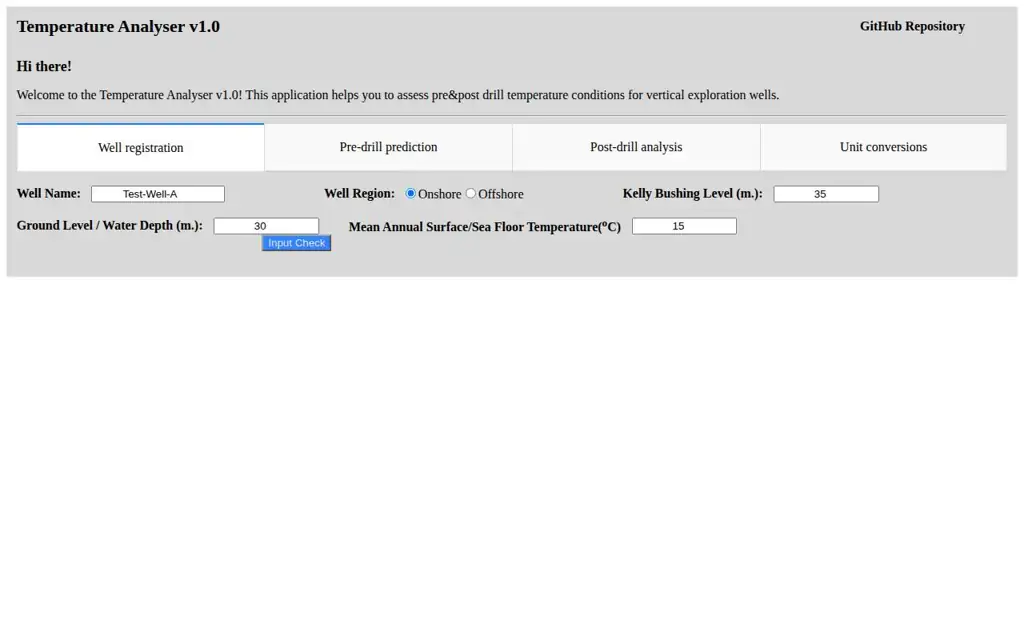 Temperature Analyser v1.0 GitHub Repository
Hi there!
Welcome to the Temperature Analyser v1.0! This application helps you to assess pre&post drill temperature conditions for vertical exploration wells.
Well registration Pre-drill prediction Post-drill analysis Unit conversions
Well Name: Test-Well-A Well Region: Onshore Offshore Kelly Bushing Level (m.): 35
Ground Level / Water Depth (m.): 30 Mean Annual Surface/Sea Floor Temperature(ºC) 15
Input Check